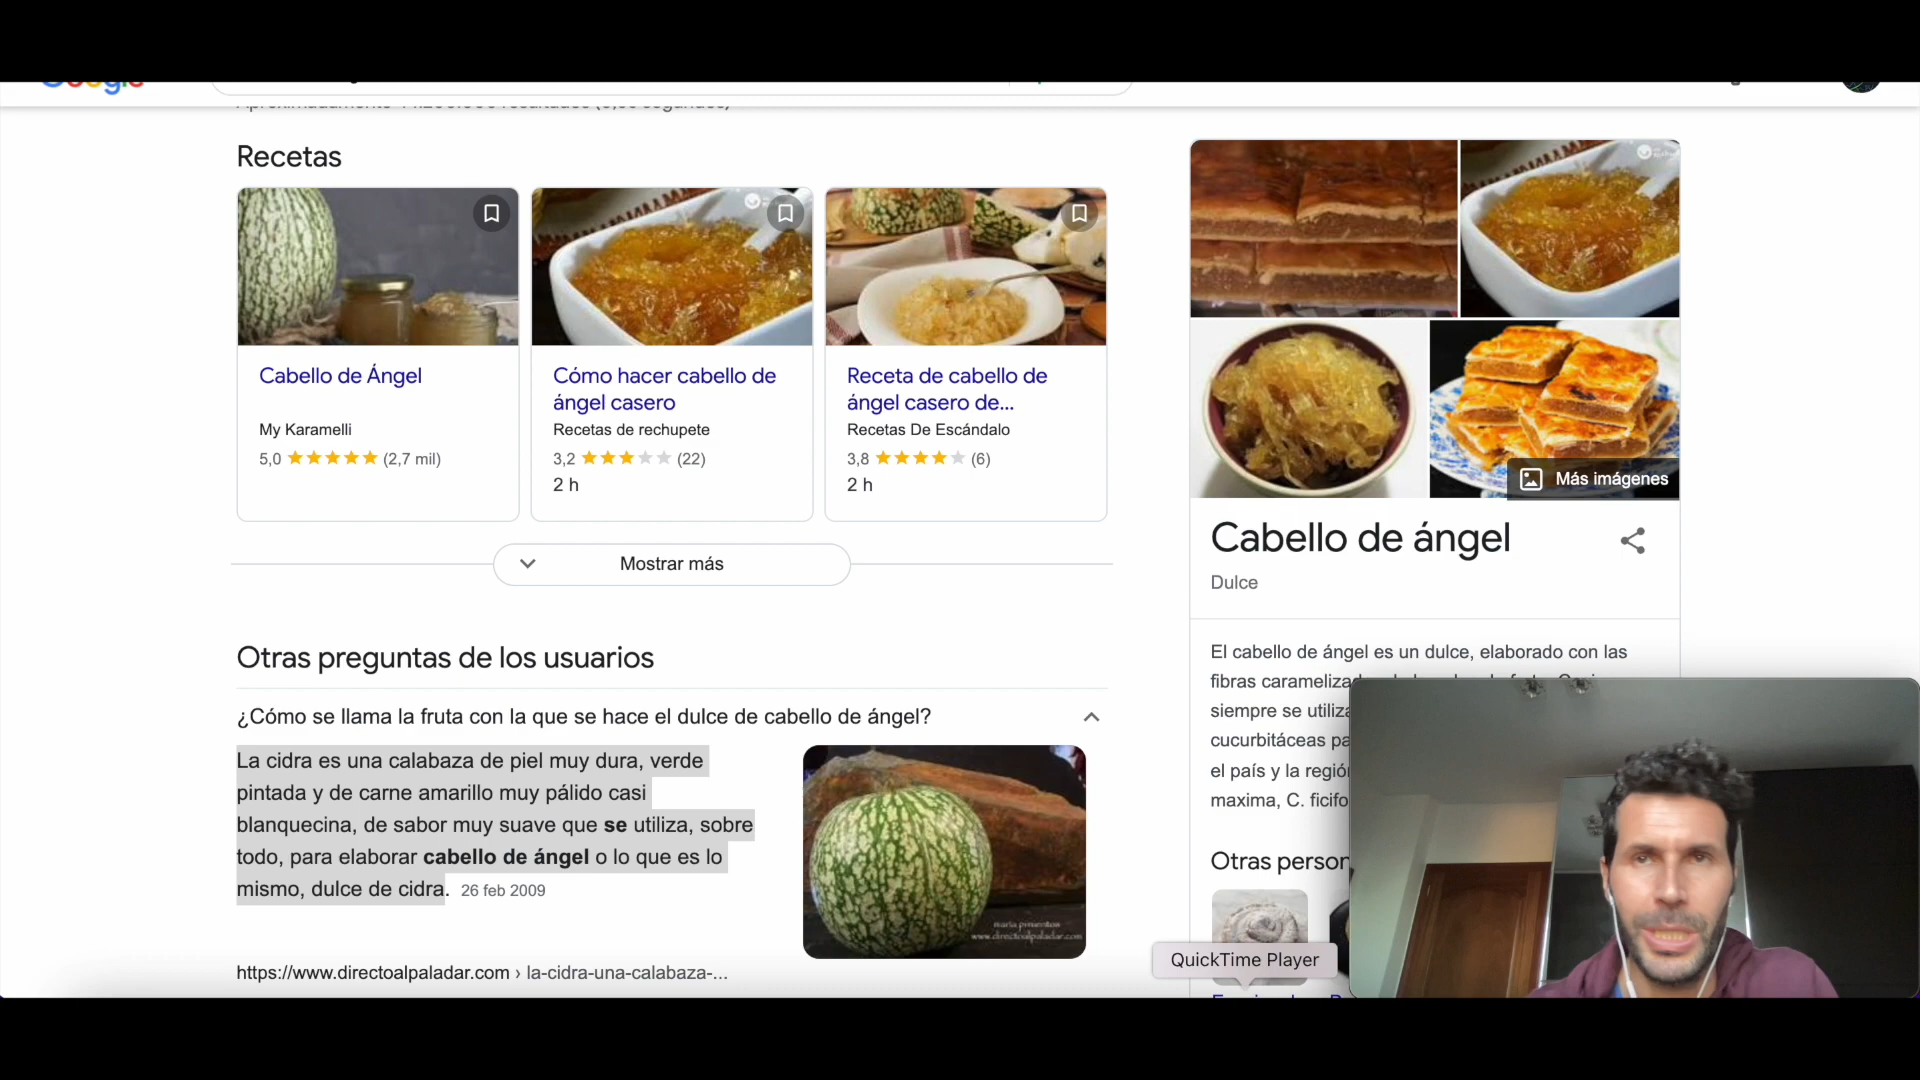 Google
Recetas
Cabello de Ángel
My Karamelli
5,0 (2,7 mil)
Cómo hacer cabello de
ángel casero
Recetas de rechupete
3,2 (22)
2 h
Receta de cabello de
ángel casero de...
Recetas De Escándalo
3,8 (6)
2 h
Mostrar más
Otras preguntas de los usuarios
¿Cómo se llama la fruta con la que se hace el dulce de cabello de ángel?
La cidra es una calabaza de piel muy dura, verde
pintada y de carne amarillo muy pálido casi
blanquecina, de sabor muy suave que se utiliza, sobre
todo, para elaborar cabello de ángel o lo que es lo
mismo, dulce de cidra. 26 feb 2009
maria pimientos
www.directoalpaladar.com
https://www.directoalpaladar.com › la-cidra-una-calabaza-...
Más imágenes
Cabello de ángel
Dulce
El cabello de ángel es un dulce, elaborado con las
fibras carameliza
siempre se utiliz
cucurbitáceas pa
el país y la regió
maxima, C. ficifo
Otras person
QuickTime Player